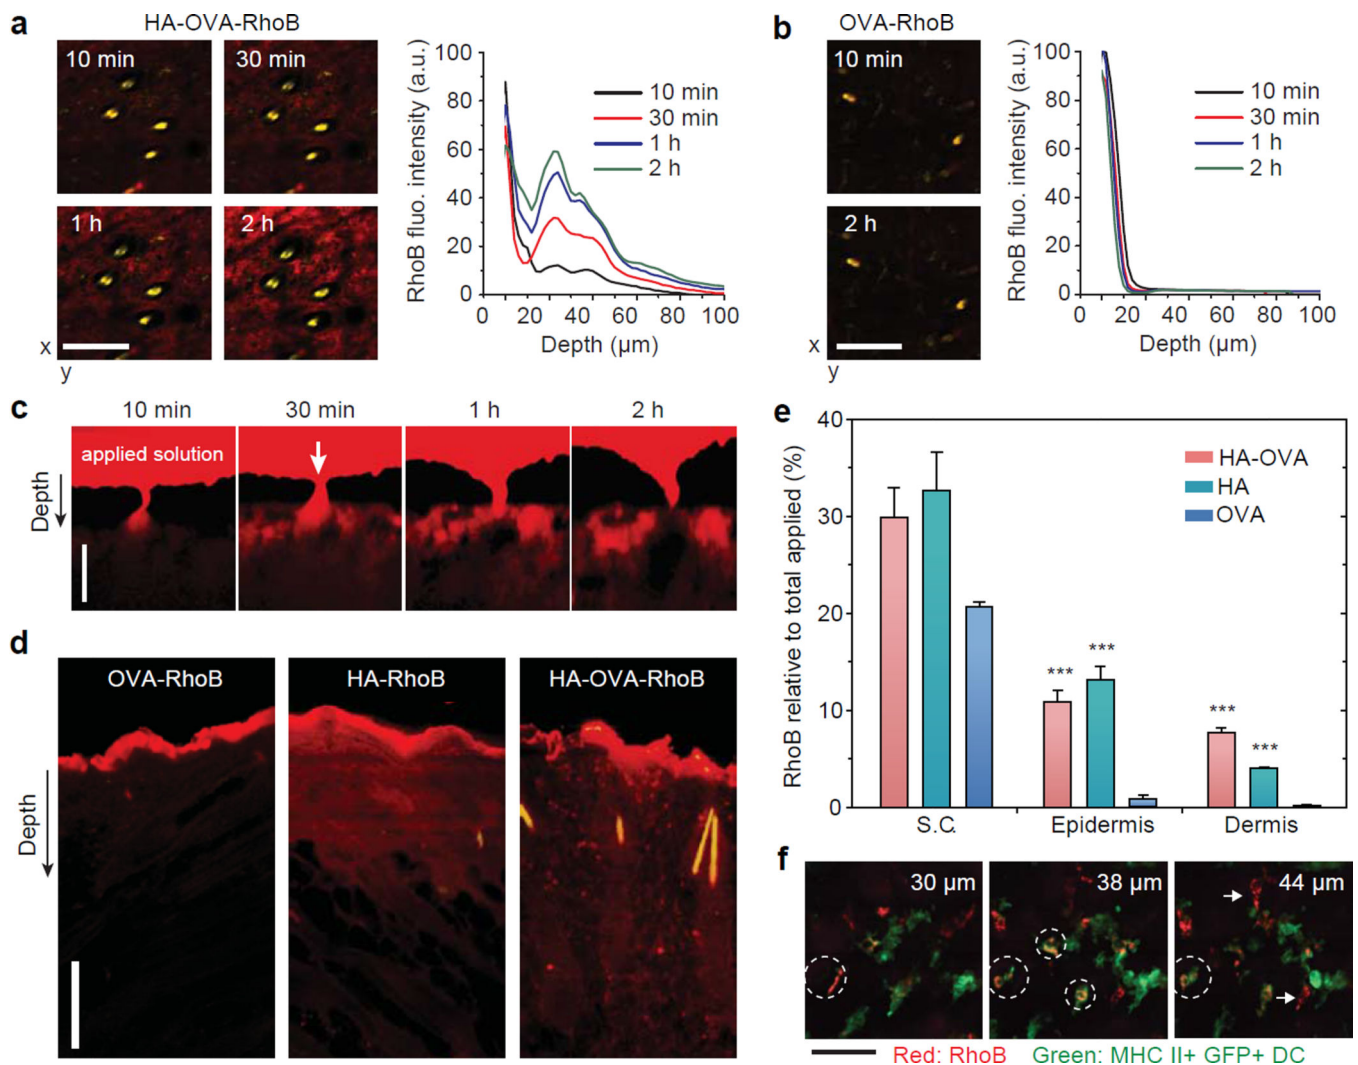 a
HA-OVA-RhoB
10 min
30 min
1 h
2 h
x
y
RhoB fluo. intensity (a.u.)
100
80
60
40
20
0
10 min
30 min
1 h
2 h
0 20 40 60 80 100
Depth (µm)
b
OVA-RhoB
10 min
2 h
x
y
RhoB fluo. intensity (a.u.)
100
80
60
40
20
0
10 min
30 min
1 h
2 h
0 20 40 60 80 100
Depth (µm)
c
10 min 30 min 1 h 2 h
applied solution
Depth
d
OVA-RhoB HA-RhoB HA-OVA-RhoB
Depth
e
RhoB relative to total applied (%)
40
30
20
10
0
HA-OVA
HA
OVA
*** ***
*** ***
S.C. Epidermis Dermis
f
30 µm 38 µm 44 µm
Red: RhoB Green: MHC II+ GFP+ DC